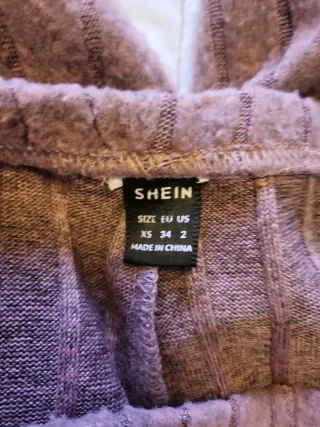 SHEIN
SIZE EU US
XS 34 2
MADE IN CHINA